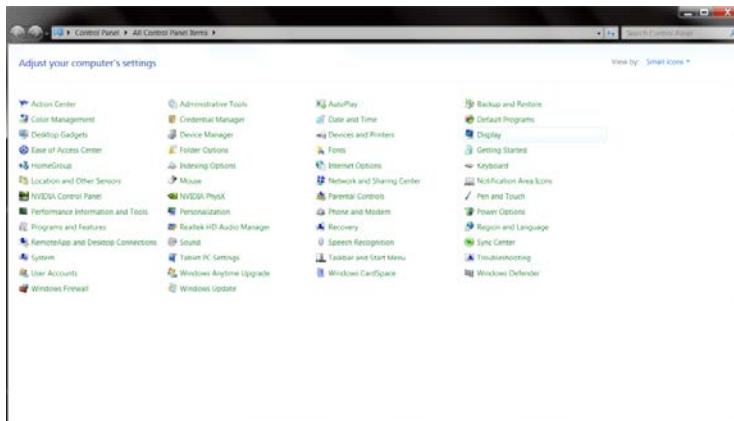 Control Panel ▸ All Control Panel Items ▸ Search Control Panel
Adjust your computer's settings View by: Small icons
Action Center Administrative Tools AutoPlay Backup and Restore
Color Management Credential Manager Date and Time Default Programs
Desktop Gadgets Device Manager Devices and Printers Display
Ease of Access Center Folder Options Fonts Getting Started
HomeGroup Indexing Options Internet Options Keyboard
Location and Other Sensors Mouse Network and Sharing Center Notification Area Icons
NVIDIA Control Panel NVIDIA PhysX Parental Controls Pen and Touch
Performance Information and Tools Personalization Phone and Modem Power Options
Programs and Features Realtek HD Audio Manager Recovery Region and Language
RemoteApp and Desktop Connections Sound Speech Recognition Sync Center
System Tablet PC Settings Taskbar and Start Menu Troubleshooting
User Accounts Windows Anytime Upgrade Windows CardSpace Windows Defender
Windows Firewall Windows Update